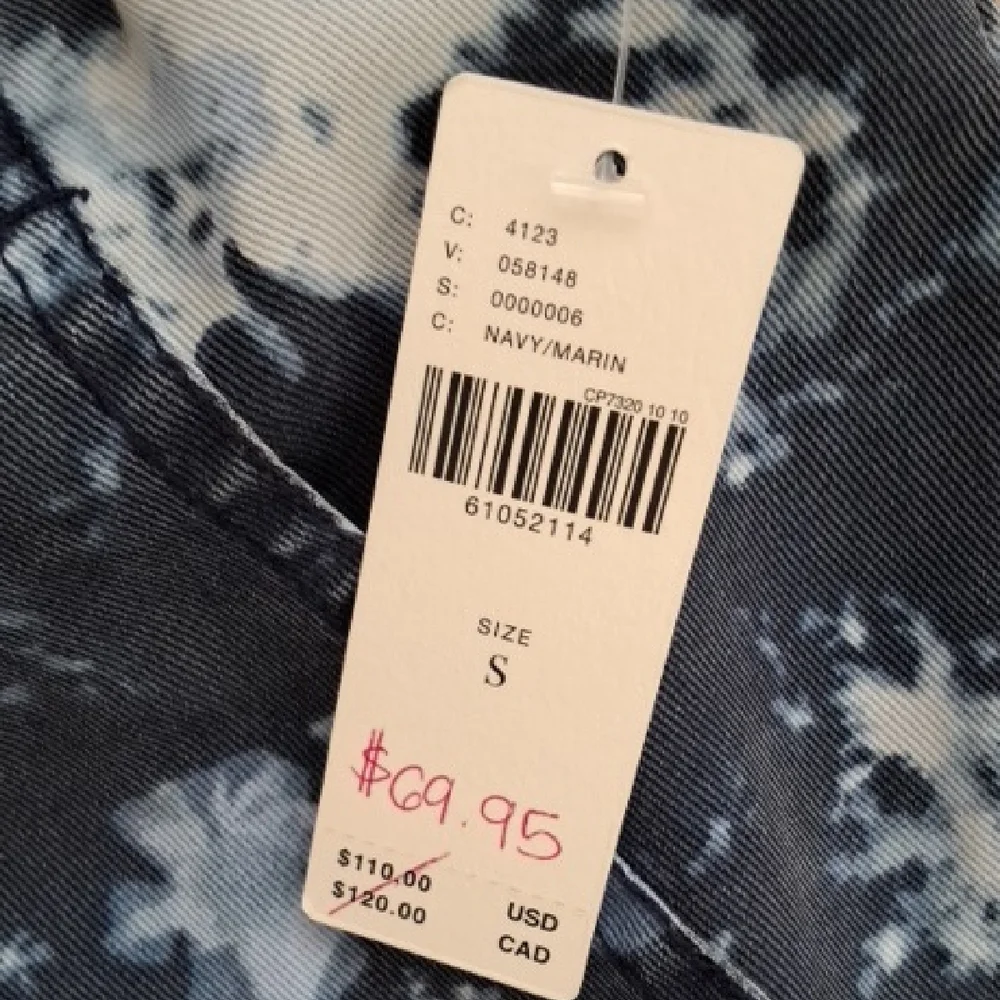 C: 4123
V: 058148
S: 0000006
C: NAVY/MARIN
CP7320 10 10
61052114
SIZE
S
$69.95
$110.00 USD
$120.00 CAD